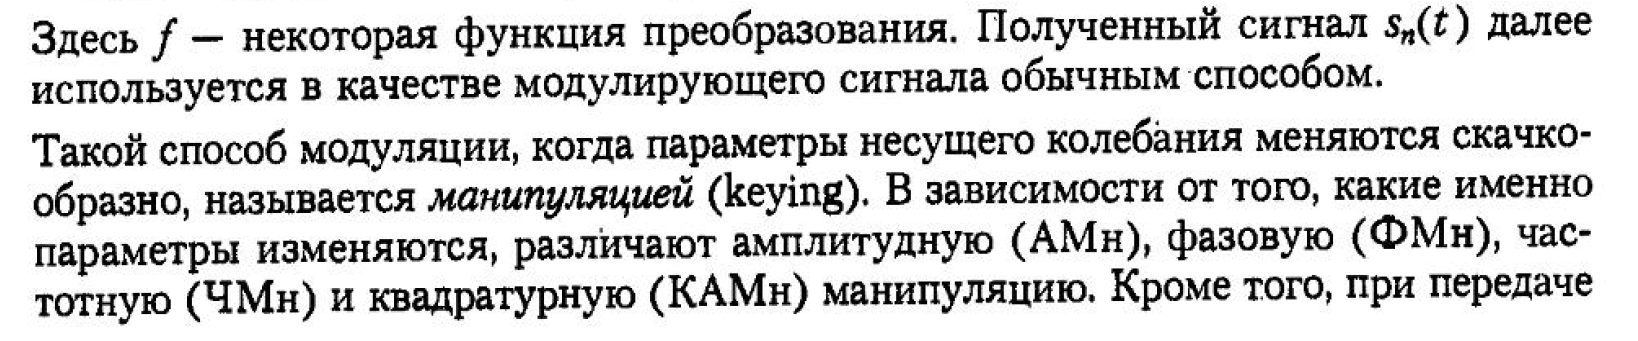 Здесь f — некоторая функция преобразования. Полученный сигнал sₙ(t) далее
используется в качестве модулирующего сигнала обычным способом.
Такой способ модуляции, когда параметры несущего колебания меняются скачко-
образно, называется манипуляцией (keying). В зависимости от того, какие именно
параметры изменяются, различают амплитудную (АМн), фазовую (ФМн), час-
тотную (ЧМн) и квадратурную (КАМн) манипуляцию. Кроме того, при передаче